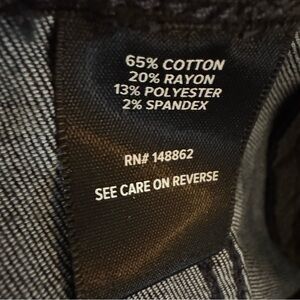 65% COTTON
20% RAYON
13% POLYESTER
2% SPANDEX
RN# 148862
SEE CARE ON REVERSE